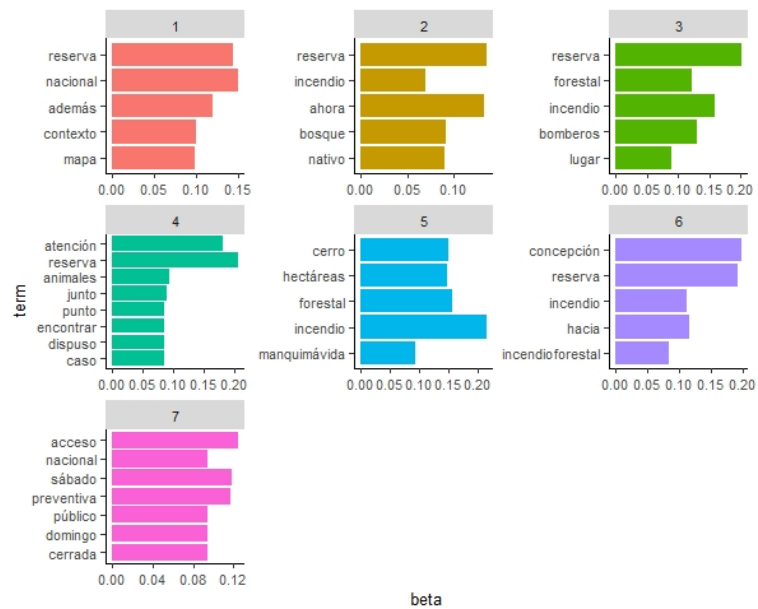 1
reserva
nacional
además
contexto
mapa
0.00 0.05 0.10 0.15
2
reserva
incendio
ahora
bosque
nativo
0.00 0.05 0.10
3
reserva
forestal
incendio
bomberos
lugar
0.00 0.05 0.10 0.15 0.20
4
atención
reserva
animales
junto
punto
encontrar
dispuso
caso
0.00 0.05 0.10 0.15 0.20
5
cerro
hectáreas
forestal
incendio
manquimávida
0.00 0.05 0.10 0.15 0.20
6
concepción
reserva
incendio
hacia
incendioforestal
0.00 0.05 0.10 0.15 0.20
7
acceso
nacional
sábado
preventiva
público
domingo
cerrada
0.00 0.04 0.08 0.12
term
beta